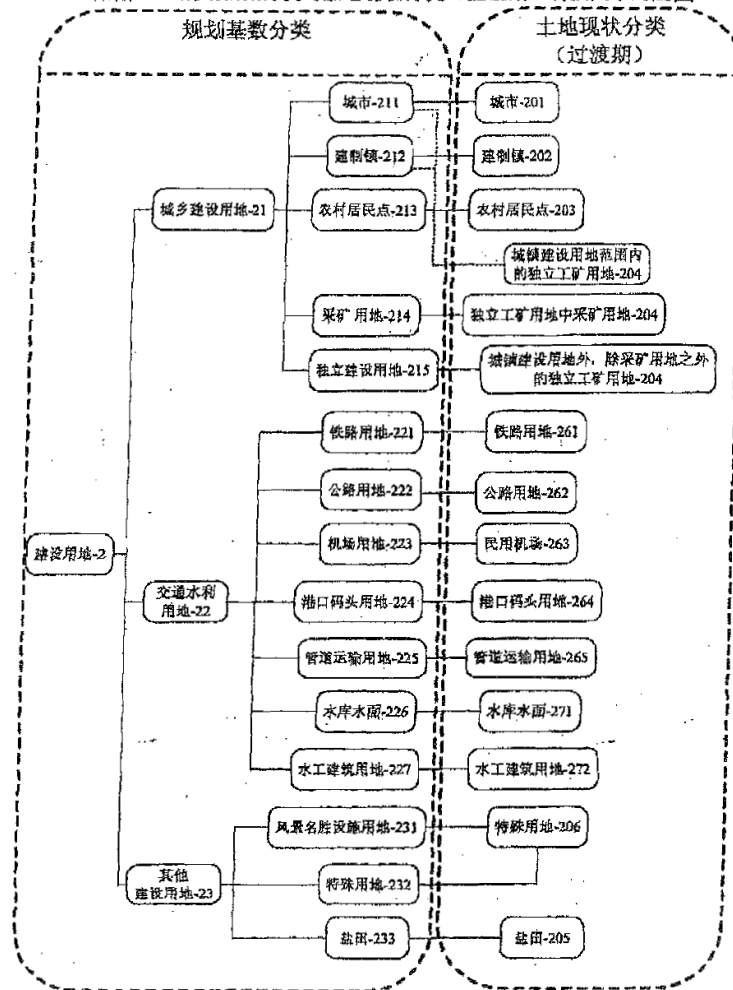 规划基数分类
土地现状分类
（过渡期）
城市-211
城市-201
建制镇-212
建制镇-202
城乡建设用地-21
农村居民点-213
农村居民点-203
城镇建设用地范围内
的独立工矿用地-204
采矿用地-214
独立工矿用地中采矿用地-204
独立建设用地-215
城镇建设用地外，除采矿用地之外
的独立工矿用地-204
铁路用地-221
铁路用地-261
公路用地-222
公路用地-262
机场用地-223
民用机场-263
建设用地-2
交通水利
用地-22
港口码头用地-224
港口码头用地-264
管道运输用地-225
管道运输用地-265
水库水面-226
水库水面-271
水工建筑用地-227
水工建筑用地-272
风景名胜设施用地-231
特殊用地-206
其他
建设用地-23
特殊用地-232
盐田-233
盐田-205